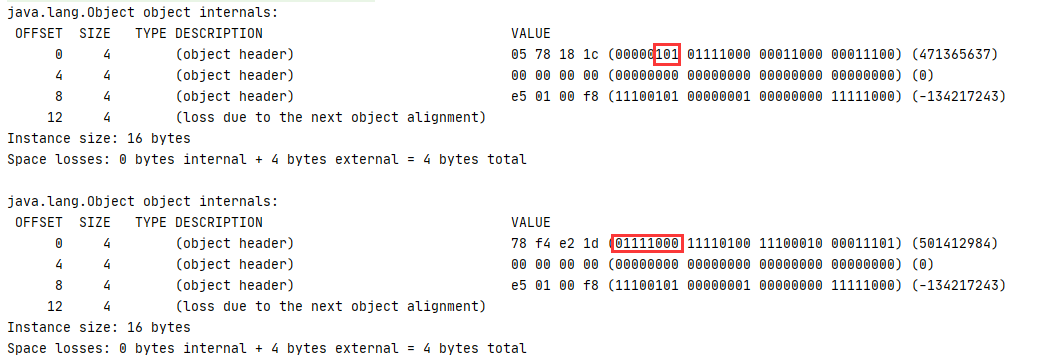 java.lang.Object object internals:
 OFFSET  SIZE   TYPE DESCRIPTION                               VALUE
      0     4        (object header)                           05 78 18 1c (00000101 01111000 00011000 00011100) (471365637)
      4     4        (object header)                           00 00 00 00 (00000000 00000000 00000000 00000000) (0)
      8     4        (object header)                           e5 01 00 f8 (11100101 00000001 00000000 11111000) (-134217243)
     12     4        (loss due to the next object alignment)
Instance size: 16 bytes
Space losses: 0 bytes internal + 4 bytes external = 4 bytes total

java.lang.Object object internals:
 OFFSET  SIZE   TYPE DESCRIPTION                               VALUE
      0     4        (object header)                           78 f4 e2 1d (01111000 11110100 11100010 00011101) (501412984)
      4     4        (object header)                           00 00 00 00 (00000000 00000000 00000000 00000000) (0)
      8     4        (object header)                           e5 01 00 f8 (11100101 00000001 00000000 11111000) (-134217243)
     12     4        (loss due to the next object alignment)
Instance size: 16 bytes
Space losses: 0 bytes internal + 4 bytes external = 4 bytes total